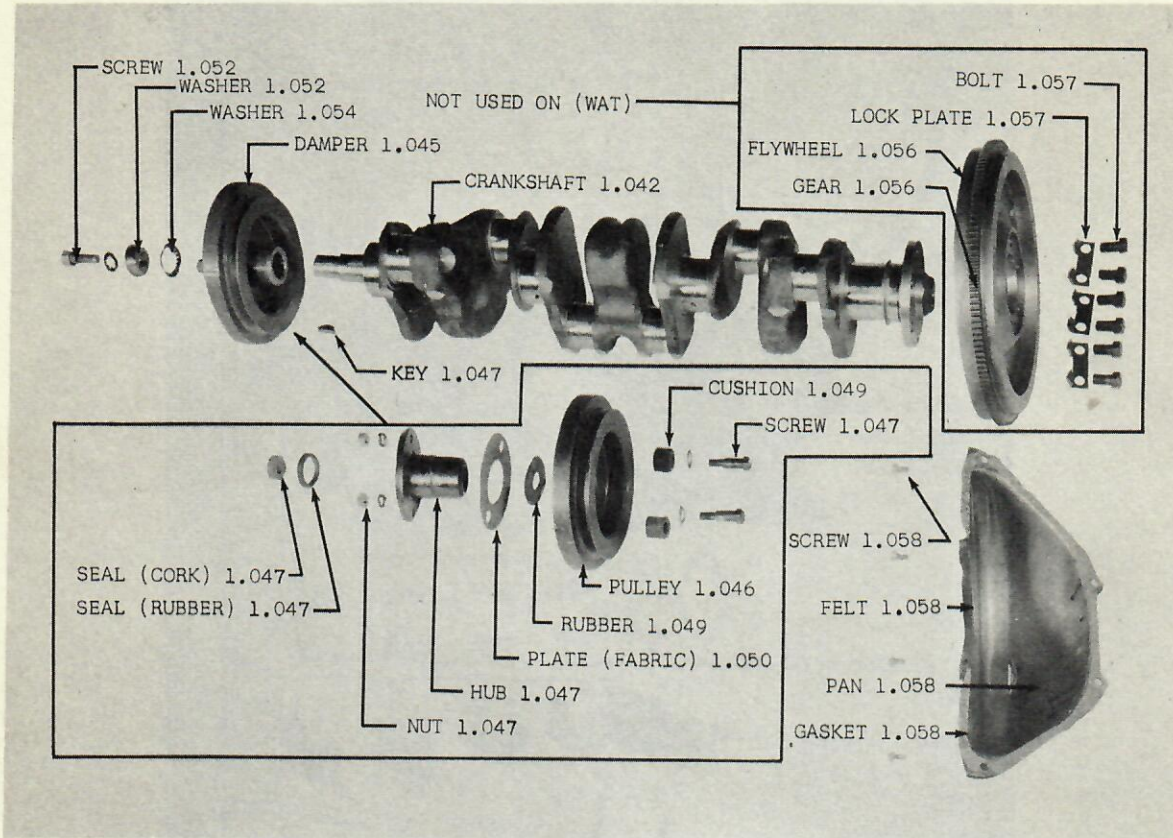 SCREW 1.052
WASHER 1.052
WASHER 1.054
DAMPER 1.045
CRANKSHAFT 1.042
NOT USED ON (WAT)
BOLT 1.057
LOCK PLATE 1.057
FLYWHEEL 1.056
GEAR 1.056
KEY 1.047
CUSHION 1.049
SCREW 1.047
SEAL (CORK) 1.047
SEAL (RUBBER) 1.047
PULLEY 1.046
RUBBER 1.049
PLATE (FABRIC) 1.050
HUB 1.047
NUT 1.047
SCREW 1.058
FELT 1.058
PAN 1.058
GASKET 1.058